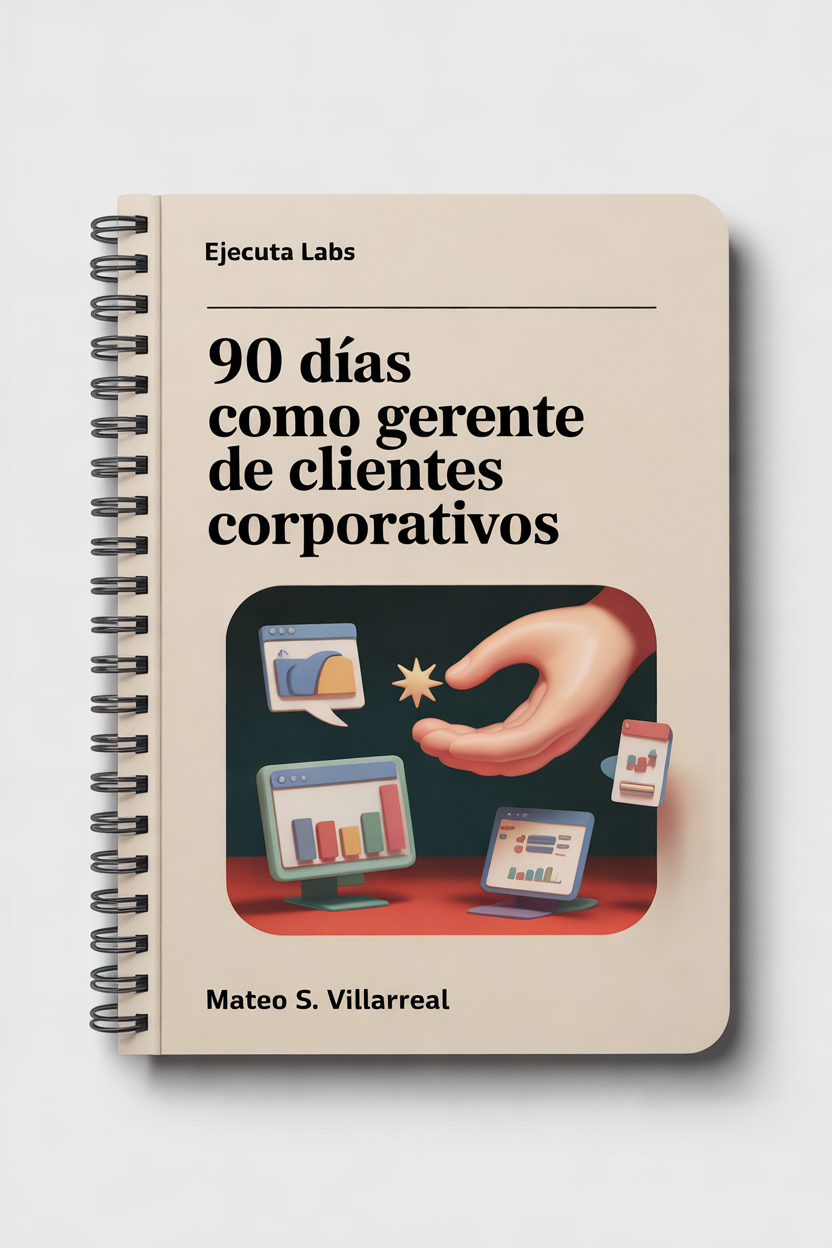 Ejecuta Labs
90 días
como gerente
de clientes
corporativos
Mateo S. Villarreal